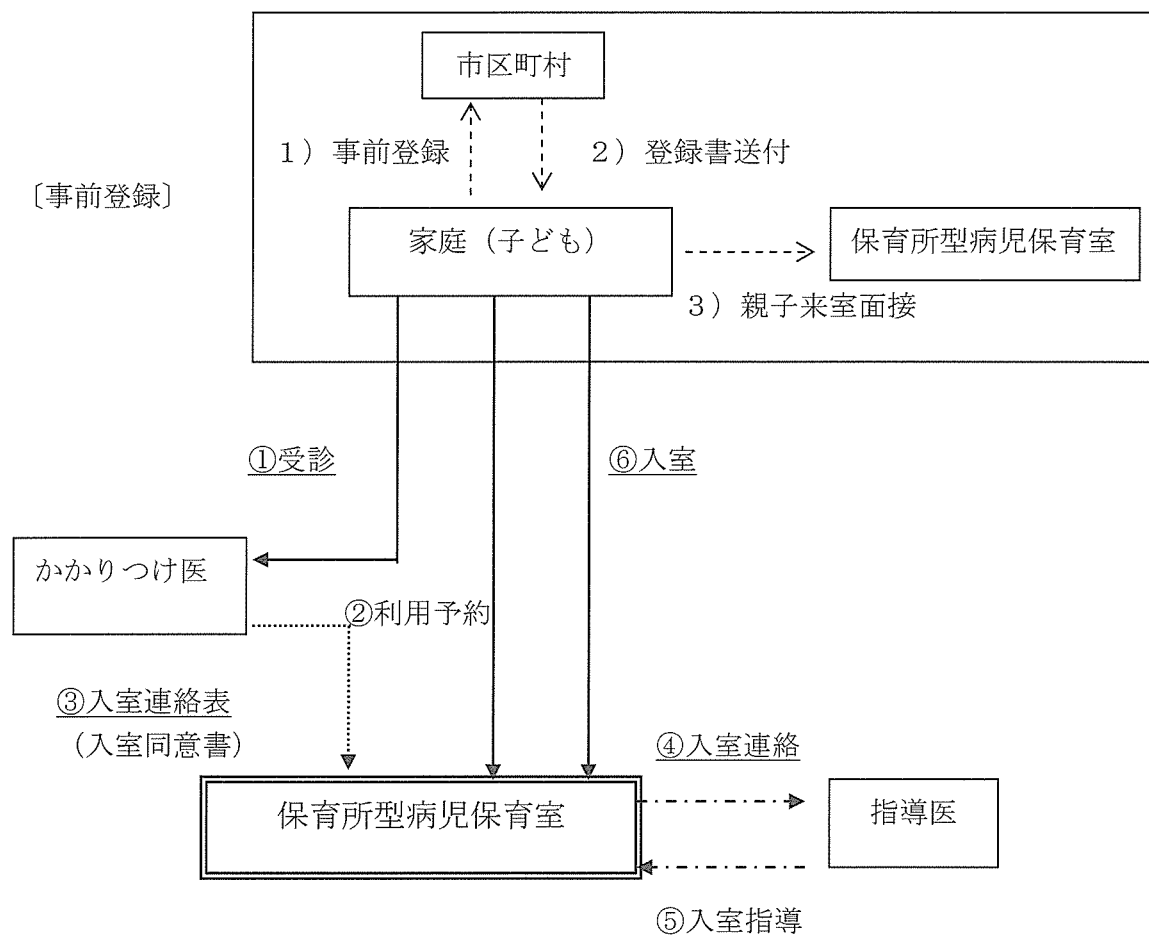 市区町村
1）事前登録
2）登録書送付
〔事前登録〕
家庭（子ども）
保育所型病児保育室
3）親子来室面接
①受診
⑥入室
かかりつけ医
②利用予約
③入室連絡表
（入室同意書）
④入室連絡
保育所型病児保育室
指導医
⑤入室指導